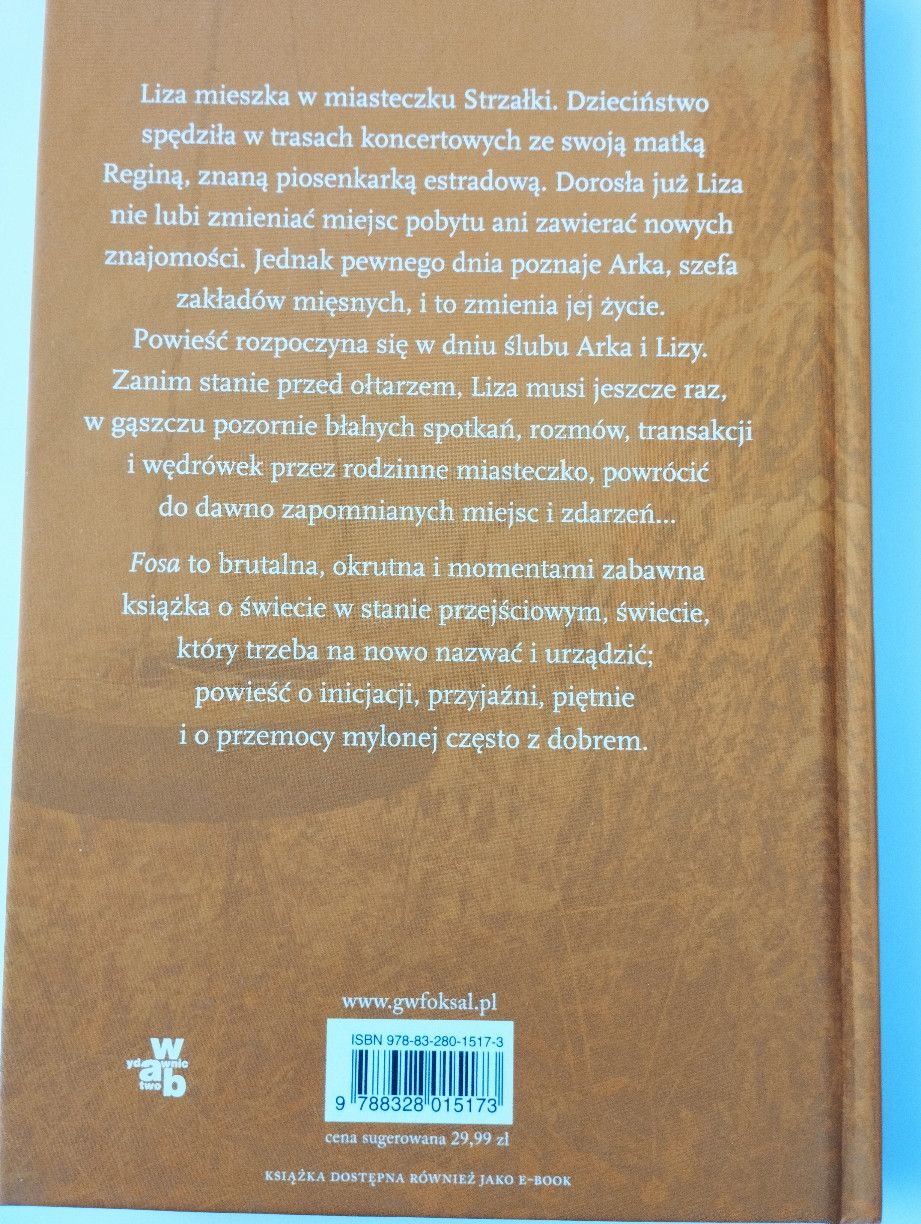 Liza mieszka w miasteczku Strzałki. Dzieciństwo
spędziła w trasach koncertowych ze swoją matką
Reginą, znaną piosenkarką estradową. Dorosła już Liza
nie lubi zmieniać miejsc pobytu ani zawierać nowych
znajomości. Jednak pewnego dnia poznaje Arka, szefa
zakładów mięsnych, i to zmienia jej życie.
Powieść rozpoczyna się w dniu ślubu Arka i Lizy.
Zanim stanie przed ołtarzem, Liza musi jeszcze raz,
w gąszczu pozornie błahych spotkań, rozmów, transakcji
i wędrówek przez rodzinne miasteczko, powrócić
do dawno zapomnianych miejsc i zdarzeń...
Fosa to brutalna, okrutna i momentami zabawna
książka o świecie w stanie przejściowym, świecie,
który trzeba na nowo nazwać i urządzić;
powieść o inicjacji, przyjaźni, piętnie
i o przemocy mylonej często z dobrem.
www.gwfoksal.pl
ISBN 978-83-280-1517-3
9 788328 015173
w
ydawnic
a
two
b
cena sugerowana 29,99 zł
KSIĄŻKA DOSTĘPNA RÓWNIEŻ JAKO E-BOOK